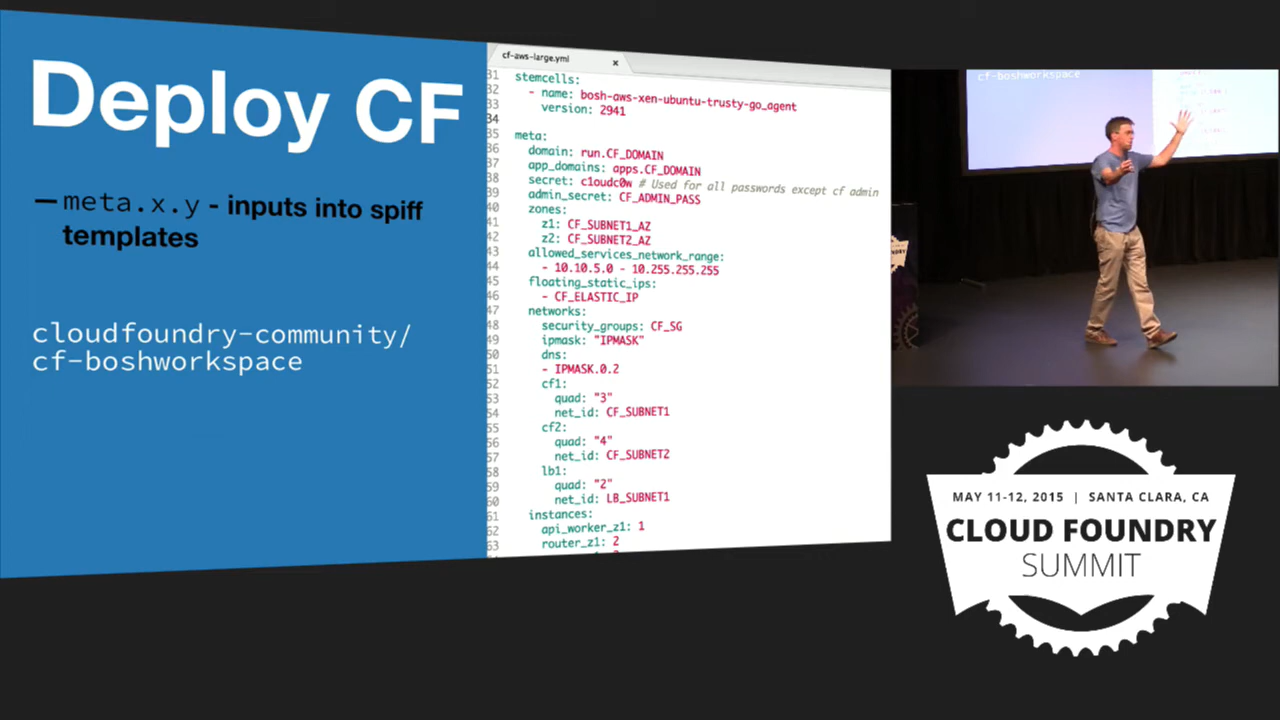 Deploy CF
– meta.x.y - inputs into spiff
templates
cloudfoundry-community/
cf-boshworkspace
cf-aws-large.yml ×
31 stemcells:
32 - name: bosh-aws-xen-ubuntu-trusty-go_agent
33 version: 2941
34
35 meta:
36 domain: run.CF_DOMAIN
37 app_domains: apps.CF_DOMAIN
38 secret: c1oudc0w # Used for all passwords except cf admin
39 admin_secret: CF_ADMIN_PASS
40 zones:
41 z1: CF_SUBNET1_AZ
42 z2: CF_SUBNET2_AZ
43 allowed_services_network_range:
44 - 10.10.5.0 - 10.255.255.255
45 floating_static_ips:
46 - CF_ELASTIC_IP
47 networks:
48 security_groups: CF_SG
49 ipmask: "IPMASK"
50 dns:
51 - IPMASK.0.2
52 cf1:
53 quad: "3"
54 net_id: CF_SUBNET1
55 cf2:
56 quad: "4"
57 net_id: CF_SUBNET2
58 lb1:
59 quad: "2"
60 net_id: LB_SUBNET1
61 instances:
62 api_worker_z1: 1
63 router_z1: 2
cf-boshworkspace
MAY 11-12, 2015 | SANTA CLARA, CA
CLOUD FOUNDRY
SUMMIT